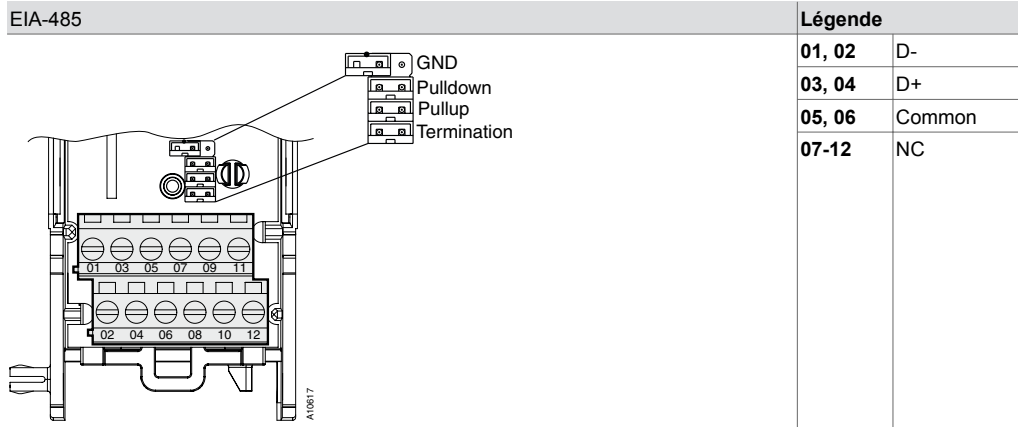 EIA-485
Légende
01, 02 D-
03, 04 D+
05, 06 Common
07-12 NC
GND
Pulldown
Pullup
Termination
01 03 05 07 09 11
02 04 06 08 10 12
A10617